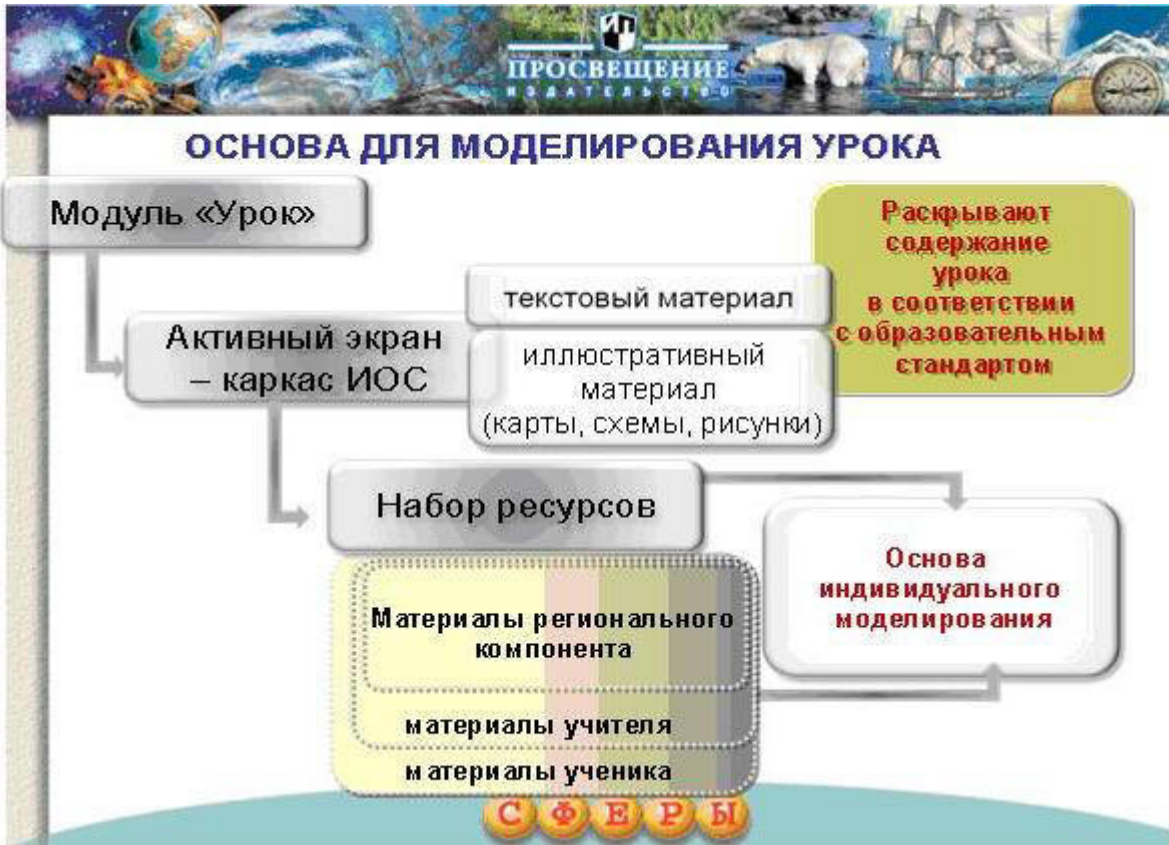 ПРОСВЕЩЕНИЕ
ИЗДАТЕЛЬСТВО
ОСНОВА ДЛЯ МОДЕЛИРОВАНИЯ УРОКА
Модуль «Урок»
Активный экран
– каркас ИОС
текстовый материал
иллюстративный
материал
(карты, схемы, рисунки)
Раскрывают
содержание
урока
в соответствии
с образовательным
стандартом
Набор ресурсов
Материалы регионального
компонента
материалы учителя
материалы ученика
Основа
индивидуального
моделирования
СФЕРЫ